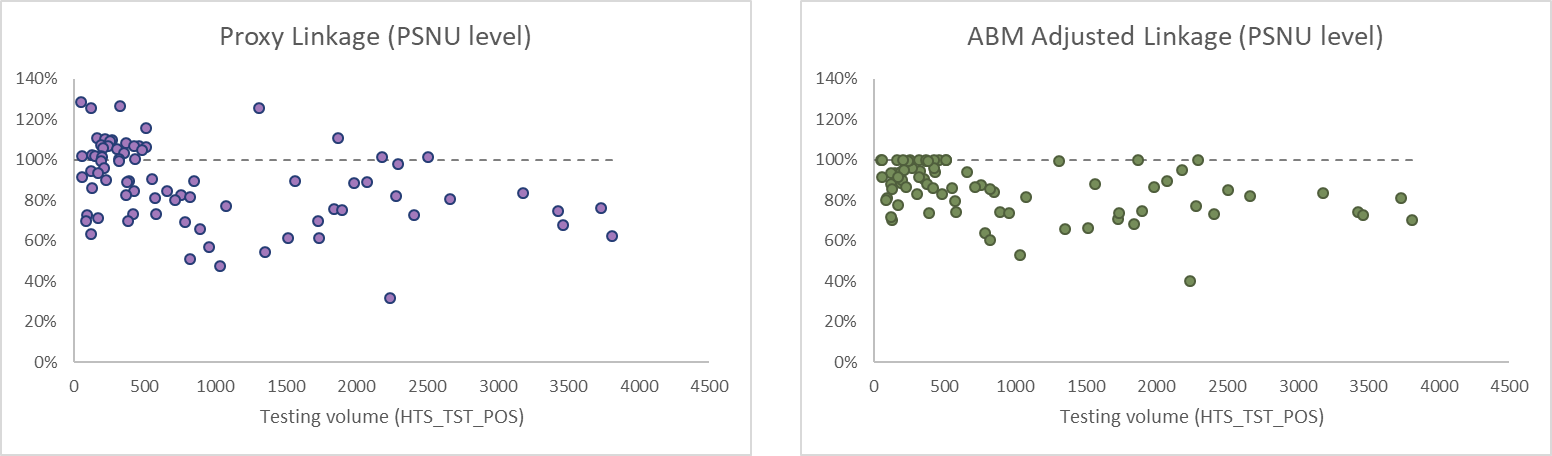 Proxy Linkage (PSNU level)
140%
120%
100%
80%
60%
40%
20%
0%
0 500 1000 1500 2000 2500 3000 3500 4000 4500
Testing volume (HTS_TST_POS)
ABM Adjusted Linkage (PSNU level)
140%
120%
100%
80%
60%
40%
20%
0%
0 500 1000 1500 2000 2500 3000 3500 4000 4500
Testing volume (HTS_TST_POS)